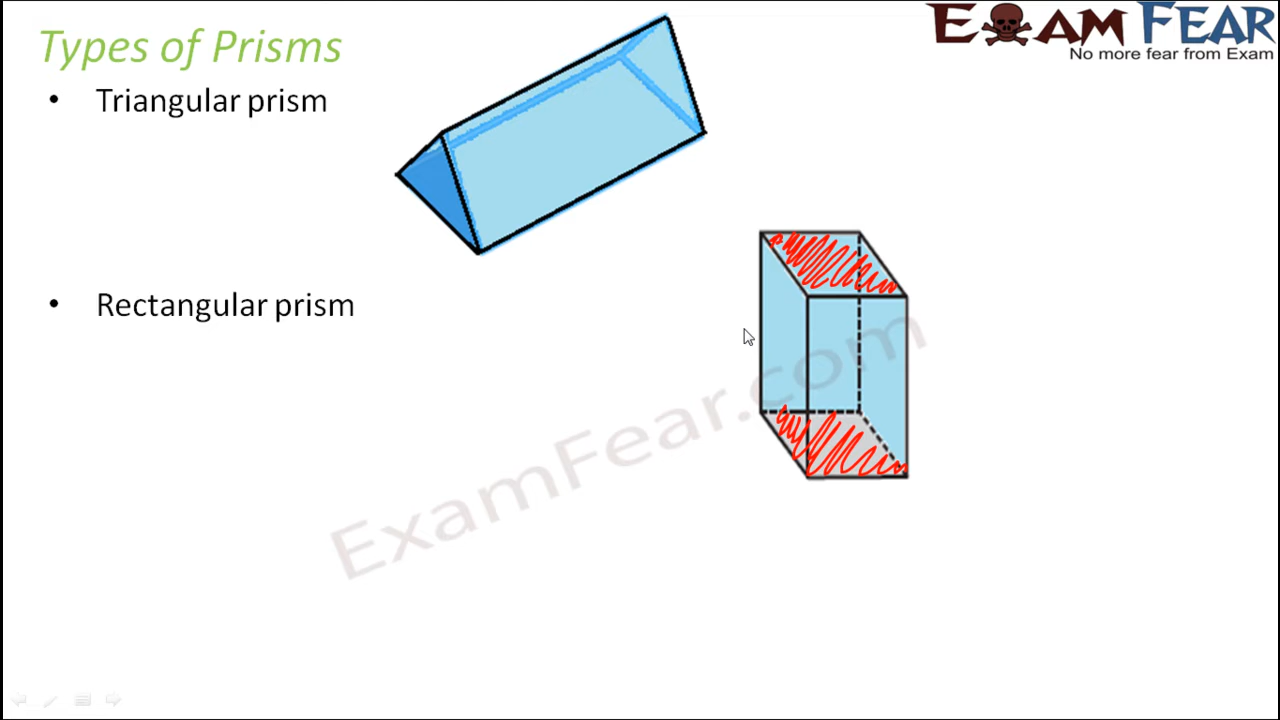 Types of Prisms
EXAM FEAR
No more fear from Exam
• Triangular prism
• Rectangular prism
ExamFear.com